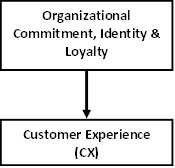 Organizational
Commitment, Identity &
Loyalty
Customer Experience
(CX)